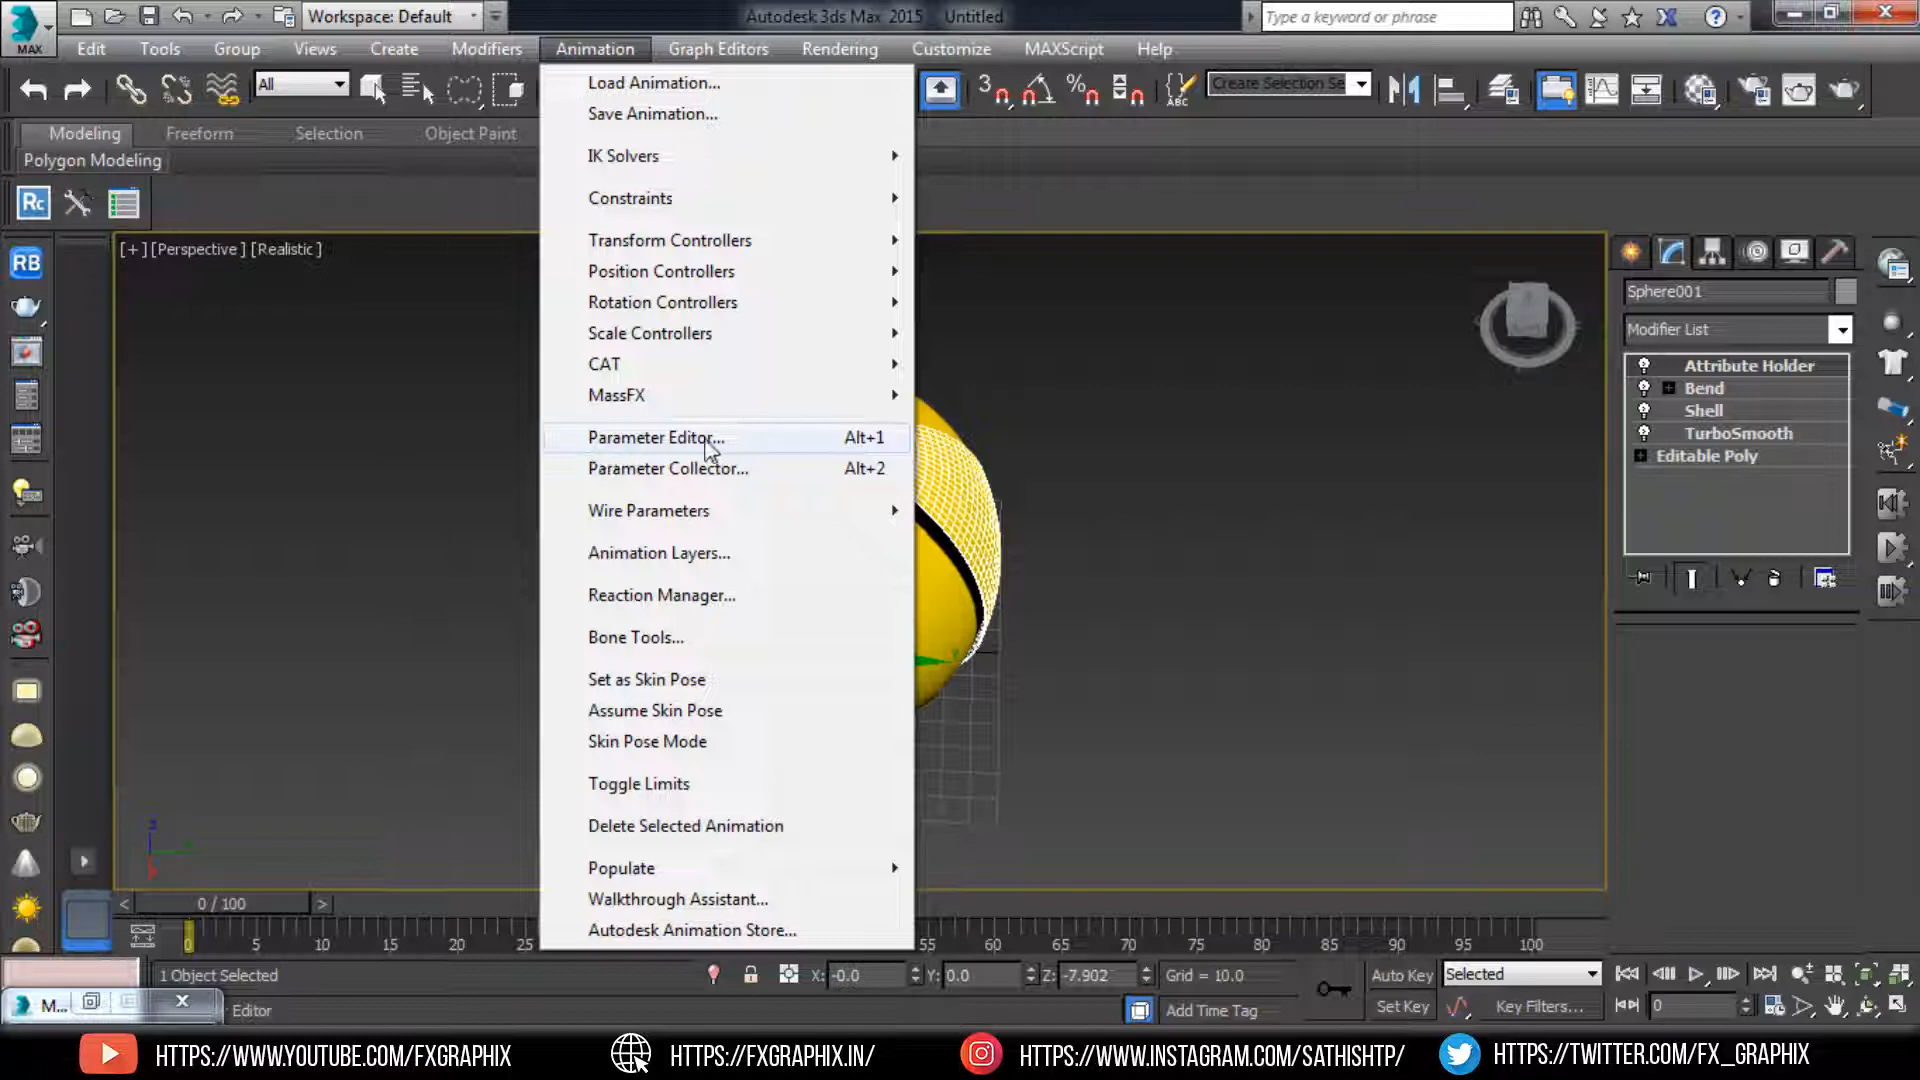 MAX
Workspace: Default
Autodesk 3ds Max 2015
Untitled
Type a keyword or phrase
Edit
Tools
Group
Views
Create
Modifiers
Animation
Graph Editors
Rendering
Customize
MAXScript
Help
All
3
%
ABC
Create Selection Se
Modeling
Freeform
Selection
Object Paint
Polygon Modeling
Rc
RB
[+][Perspective][Realistic]
Load Animation...
Save Animation...
IK Solvers
Constraints
Transform Controllers
Position Controllers
Rotation Controllers
Scale Controllers
CAT
MassFX
Parameter Editor... Alt+1
Parameter Collector... Alt+2
Wire Parameters
Animation Layers...
Reaction Manager...
Bone Tools...
Set as Skin Pose
Assume Skin Pose
Skin Pose Mode
Toggle Limits
Delete Selected Animation
Populate
Walkthrough Assistant...
Autodesk Animation Store...
Sphere001
Modifier List
Attribute Holder
Bend
Shell
TurboSmooth
Editable Poly
< 0 / 100 >
0 5 10 15 20 25 55 60 65 70 75 80 85 90 95 100
1 Object Selected
X: -0.0 Y: 0.0 Z: -7.902
Grid = 10.0
Auto Key
Selected
M...
Editor
Add Time Tag
Set Key
Key Filters...
0
HTTPS://WWW.YOUTUBE.COM/FXGRAPHIX
HTTPS://FXGRAPHIX.IN/
HTTPS://WWW.INSTAGRAM.COM/SATHISHTP/
HTTPS://TWITTER.COM/FX_GRAPHIX